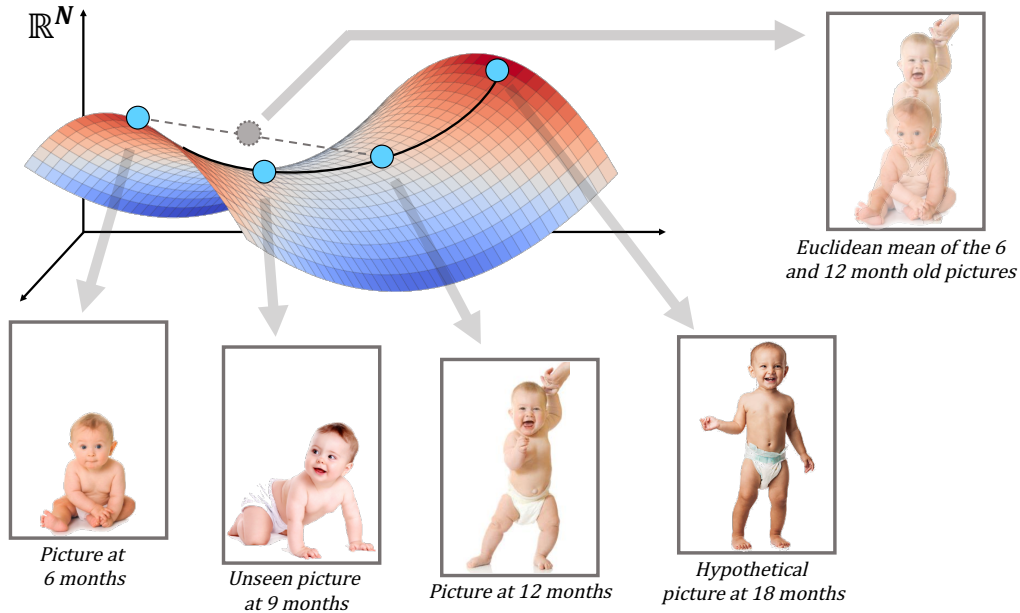 ℝᴺ
Euclidean mean of the 6
and 12 month old pictures
Picture at
6 months
Unseen picture
at 9 months
Picture at 12 months
Hypothetical
picture at 18 months